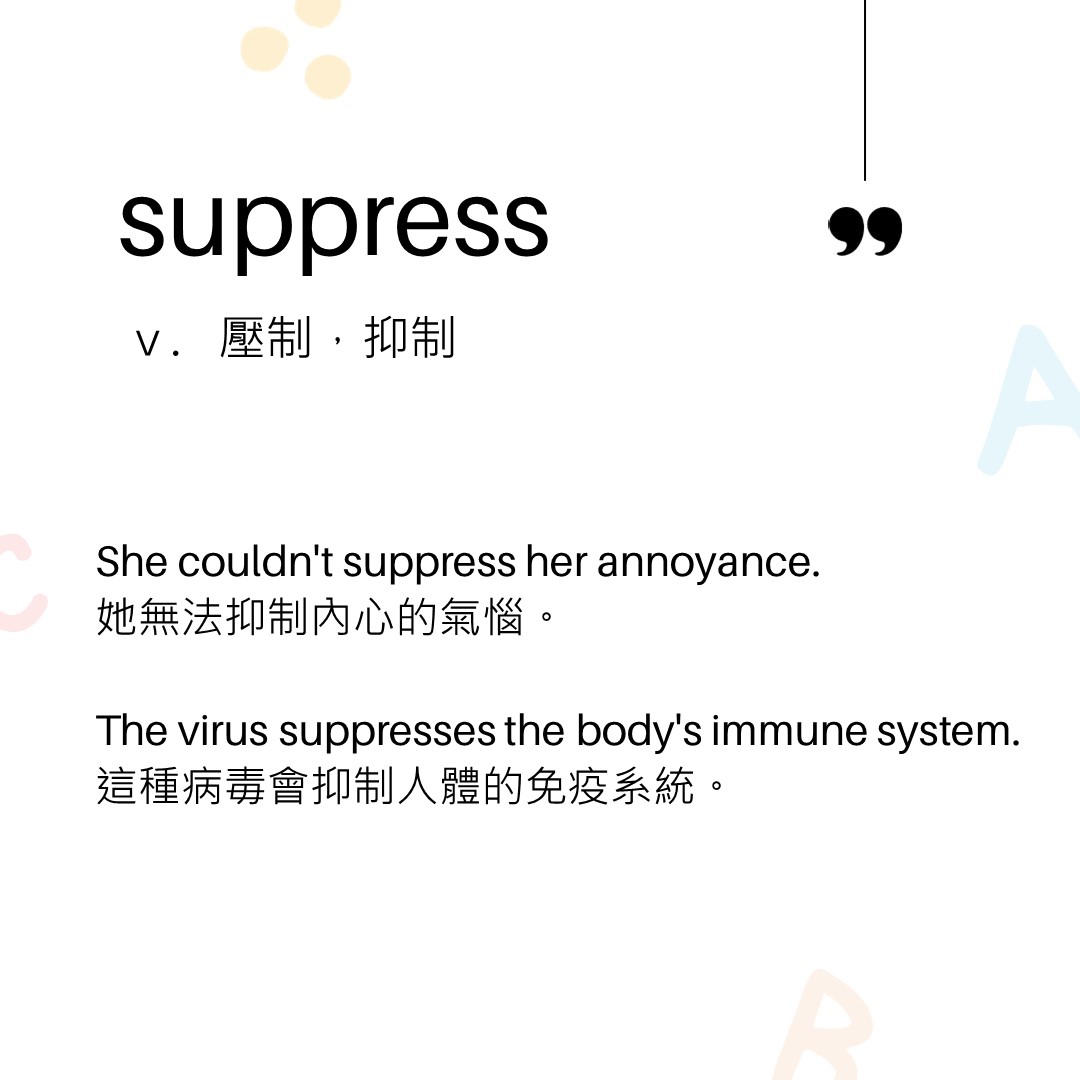 suppress
”
v. 壓制，抑制
She couldn't suppress her annoyance.
她無法抑制內心的氣惱。
The virus suppresses the body's immune system.
這種病毒會抑制人體的免疫系統。
A
C
B